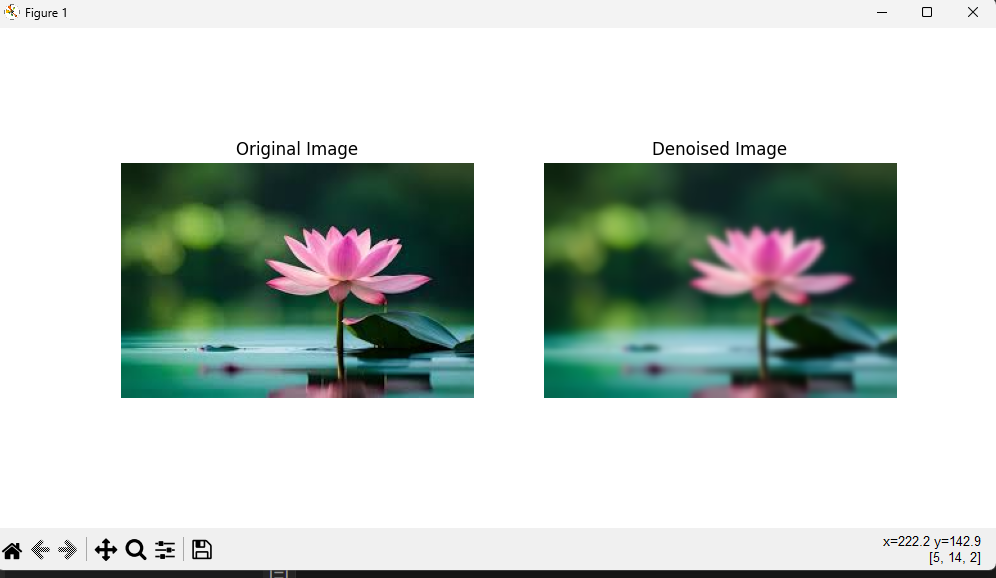 Figure 1
Original Image
Denoised Image
x=222.2 y=142.9
[5, 14, 2]